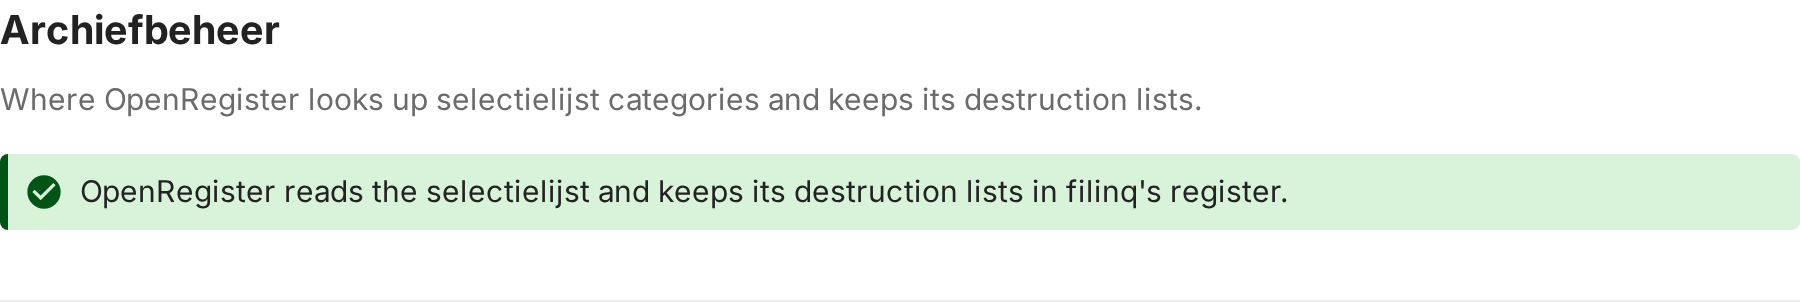 Archiefbeheer
Where OpenRegister looks up selectielijst categories and keeps its destruction lists.
OpenRegister reads the selectielijst and keeps its destruction lists in filinq's register.